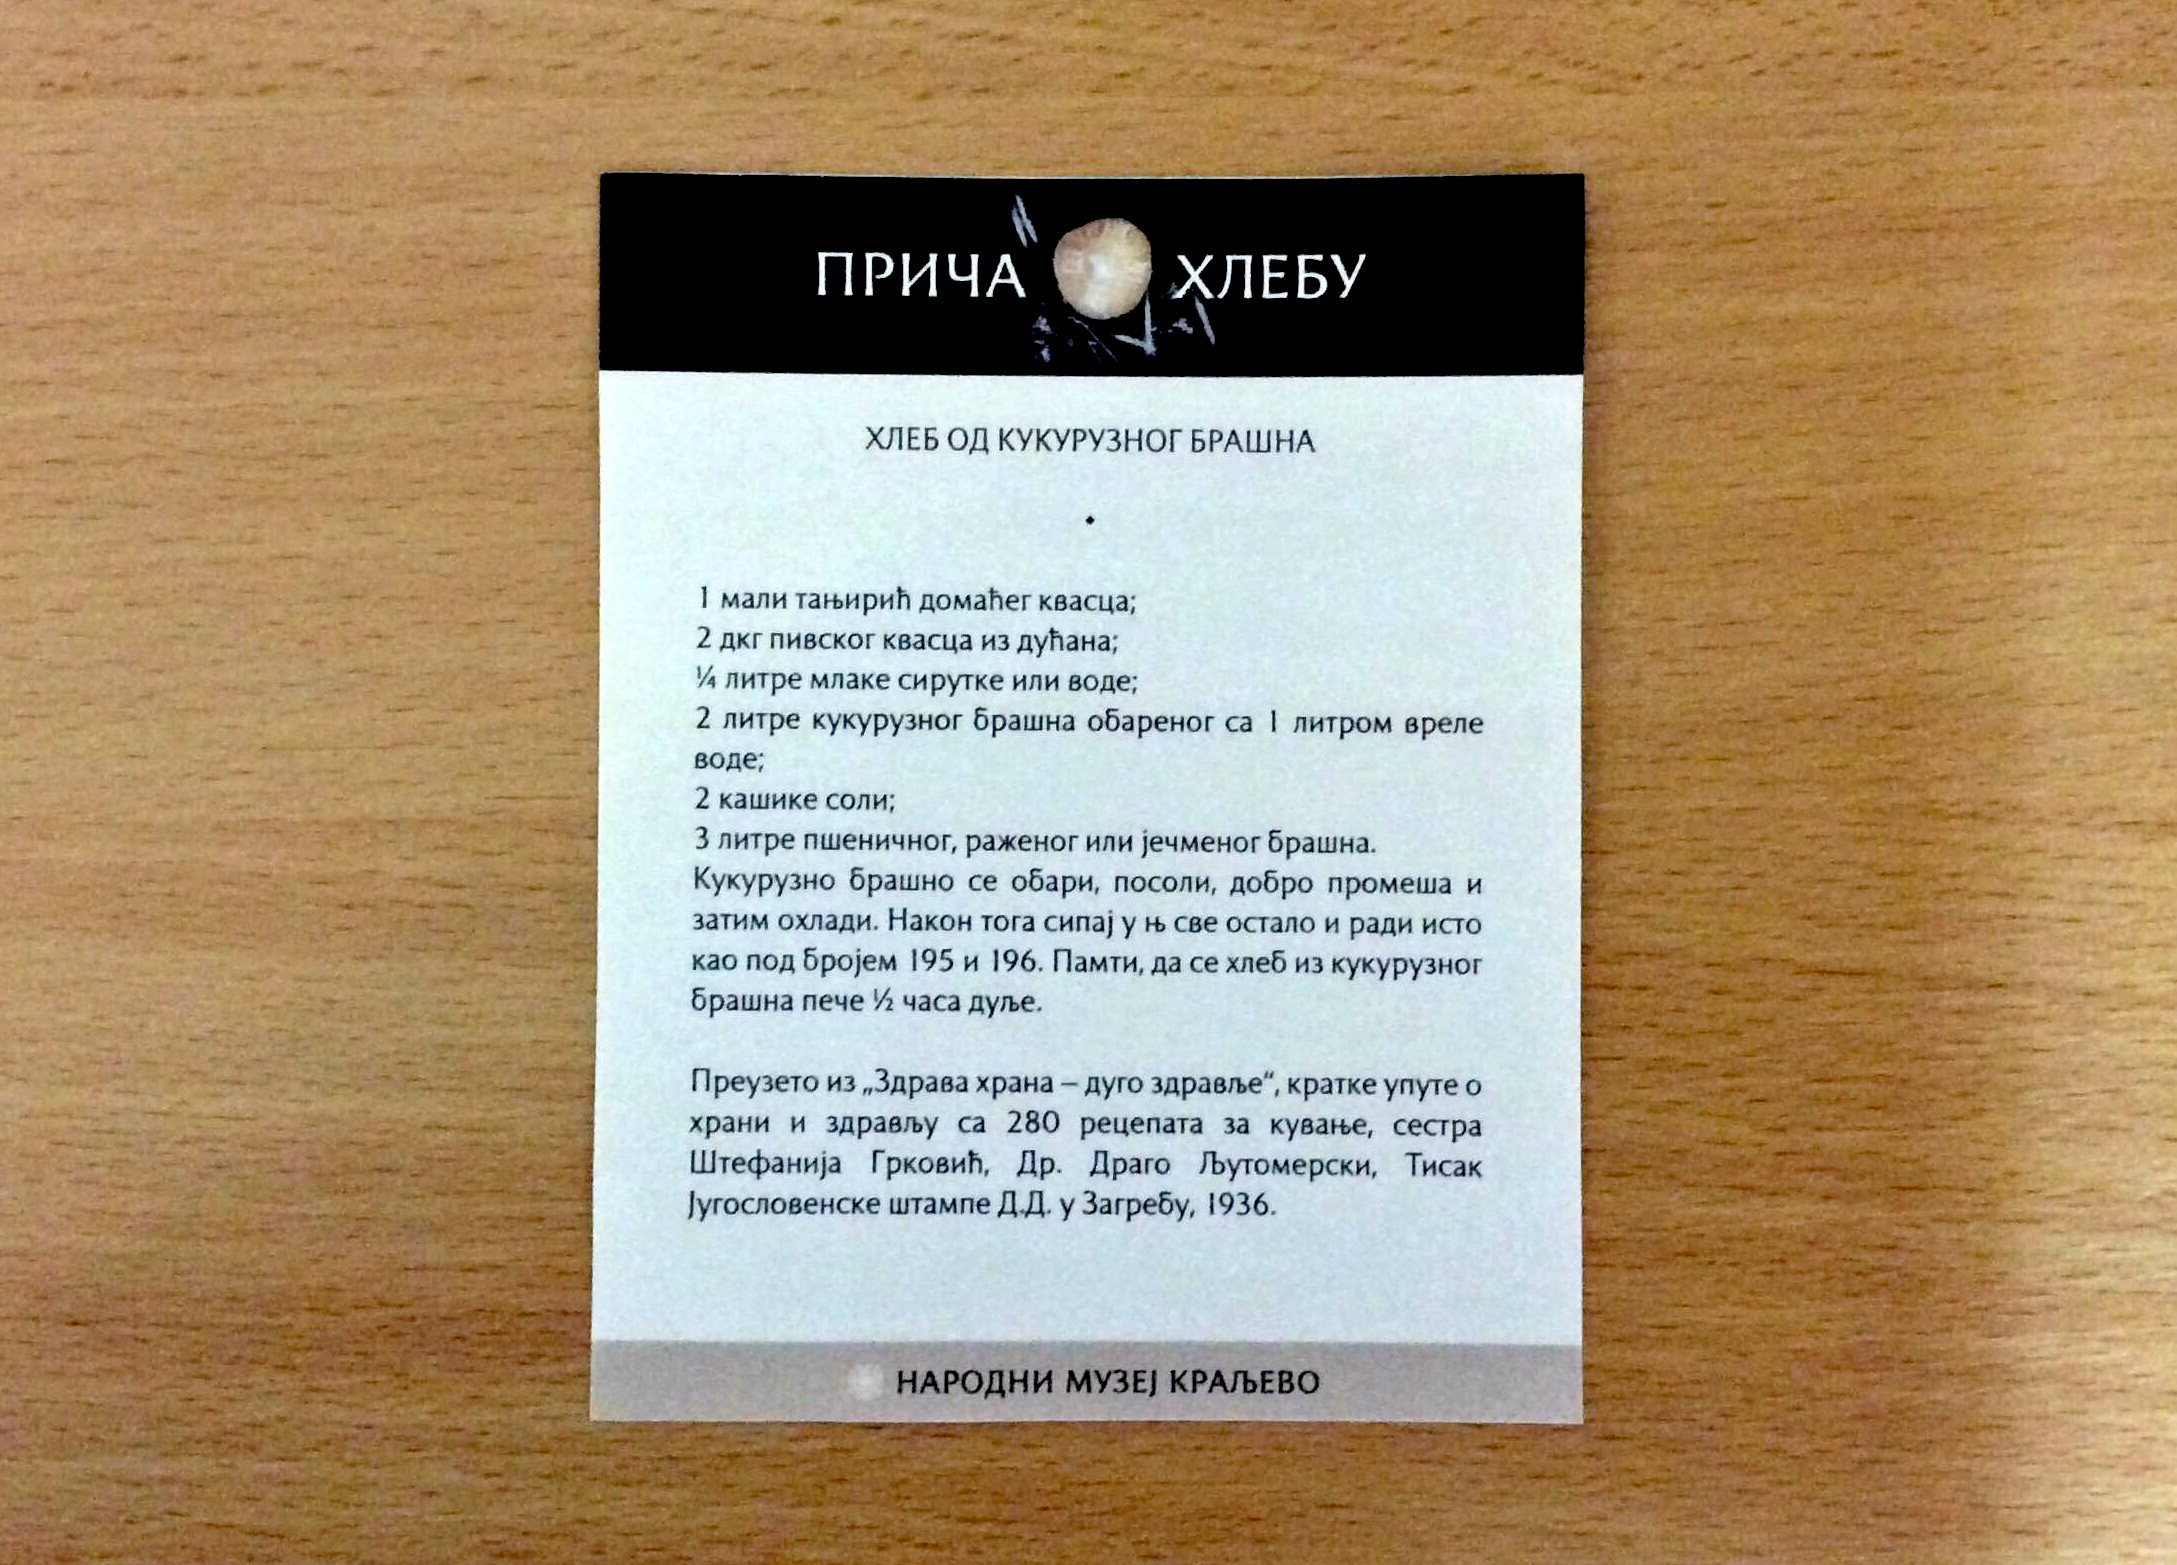 ПРИЧА ХЛЕБУ
ХЛЕБ ОД КУКУРУЗНОГ БРАШНА
1 мали тањирић домаћег квасца;
2 дкг пивског квасца из дућана;
¼ литре млаке сирутке или воде;
2 литре кукурузног брашна обареног са 1 литром вреле
воде;
2 кашике соли;
3 литре пшеничног, раженог или јечменог брашна.
Кукурузно брашно се обари, посоли, добро промеша и
затим охлади. Након тога сипај у њ све остало и ради исто
као под бројем 195 и 196. Памти, да се хлеб из кукурузног
брашна пече ½ часа дуље.
Преузето из „Здрава храна – дуго здравље“, кратке упуте о
храни и здрављу са 280 рецепата за кување, сестра
Штефанија Грковић, Др. Драго Љутомерски, Тисак
Југословенске штампе Д.Д. у Загребу, 1936.
НАРОДНИ МУЗЕЈ КРАЉЕВО